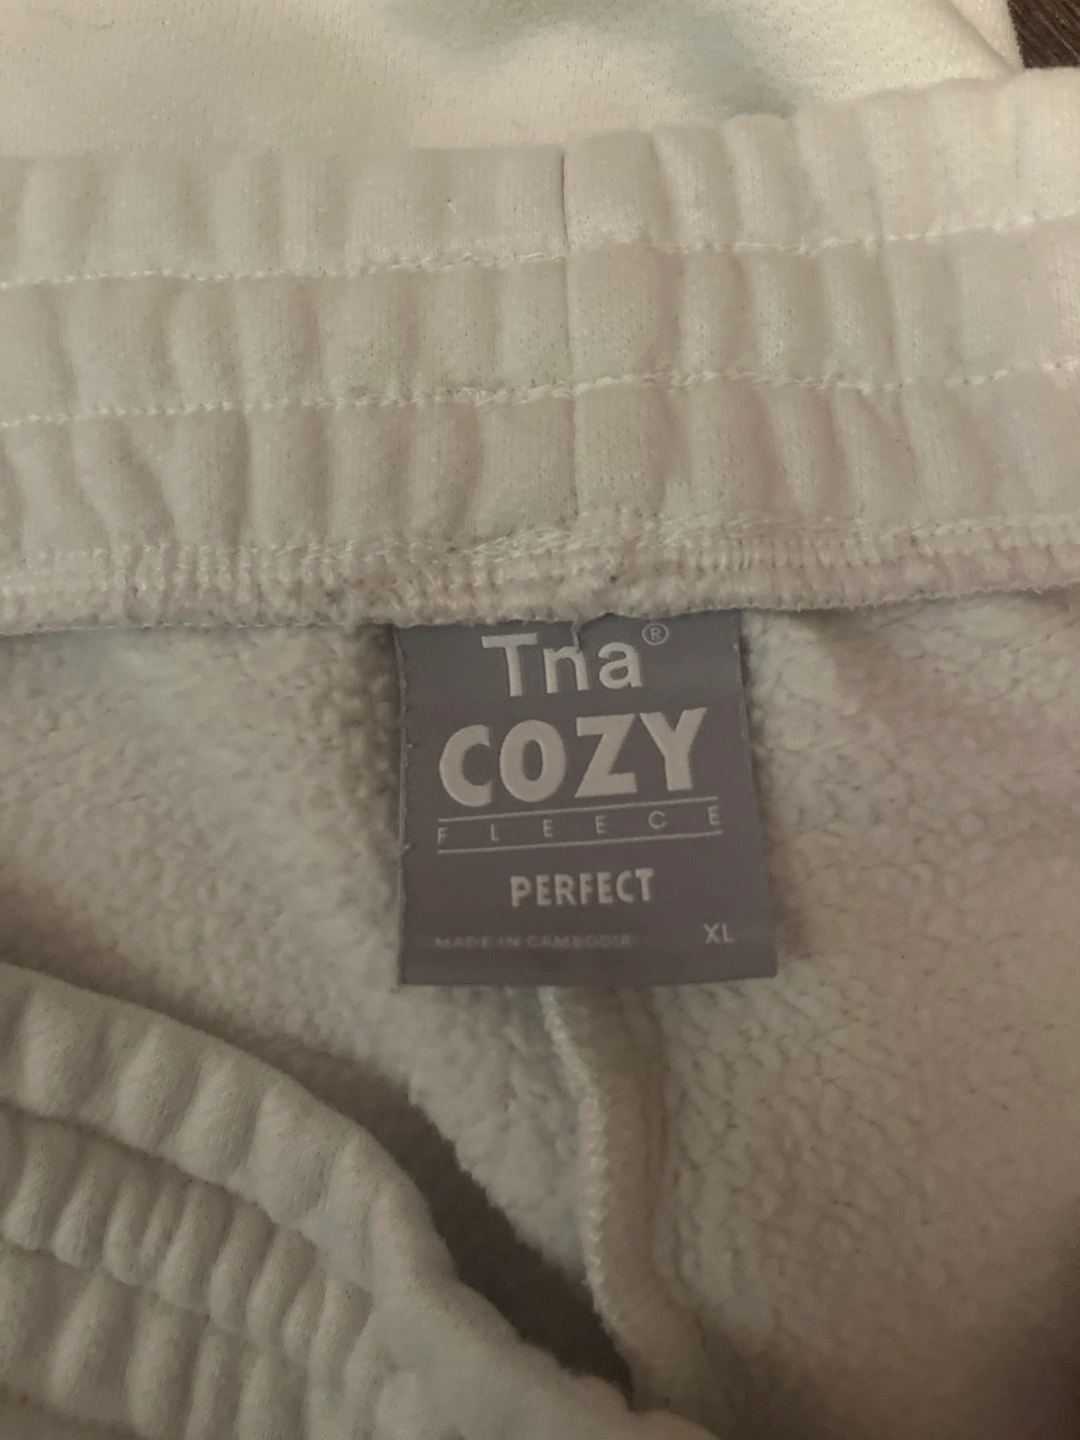 Tna®
COZY
FLEECE
PERFECT
MADE IN CAMBODIA XL